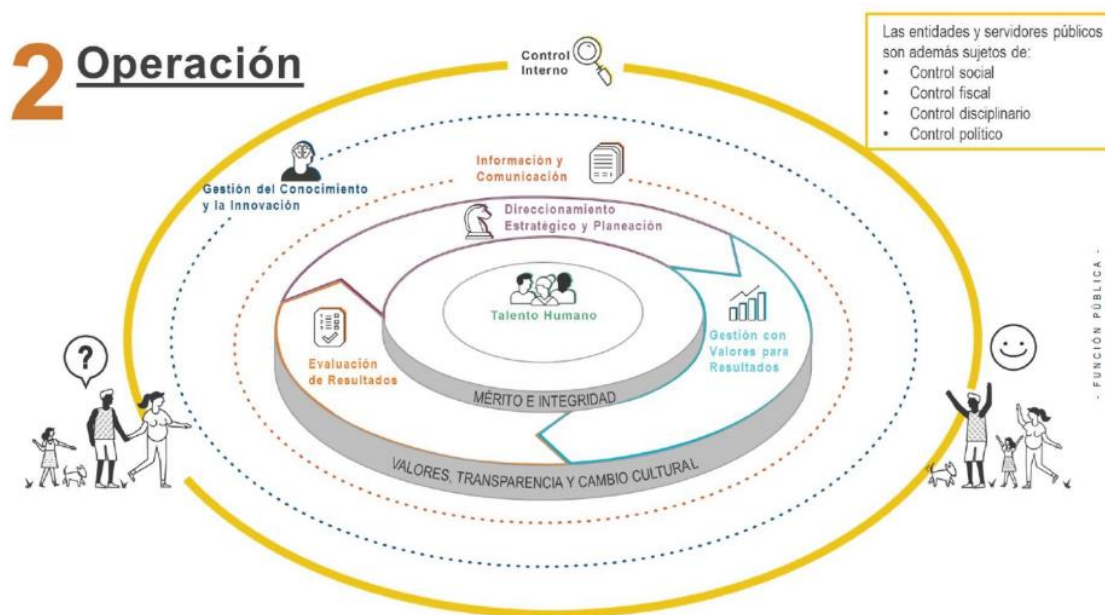 2 Operación
Control
Interno
Las entidades y servidores públicos
son además sujetos de:
• Control social
• Control fiscal
• Control disciplinario
• Control político
Gestión del Conocimiento
y la Innovación
Información y
Comunicación
Direccionamiento
Estratégico y Planeación
Talento Humano
Gestión con
Valores para
Resultados
Evaluación
de Resultados
MÉRITO E INTEGRIDAD
VALORES, TRANSPARENCIA Y CAMBIO CULTURAL
?
- FUNCIÓN PÚBLICA -